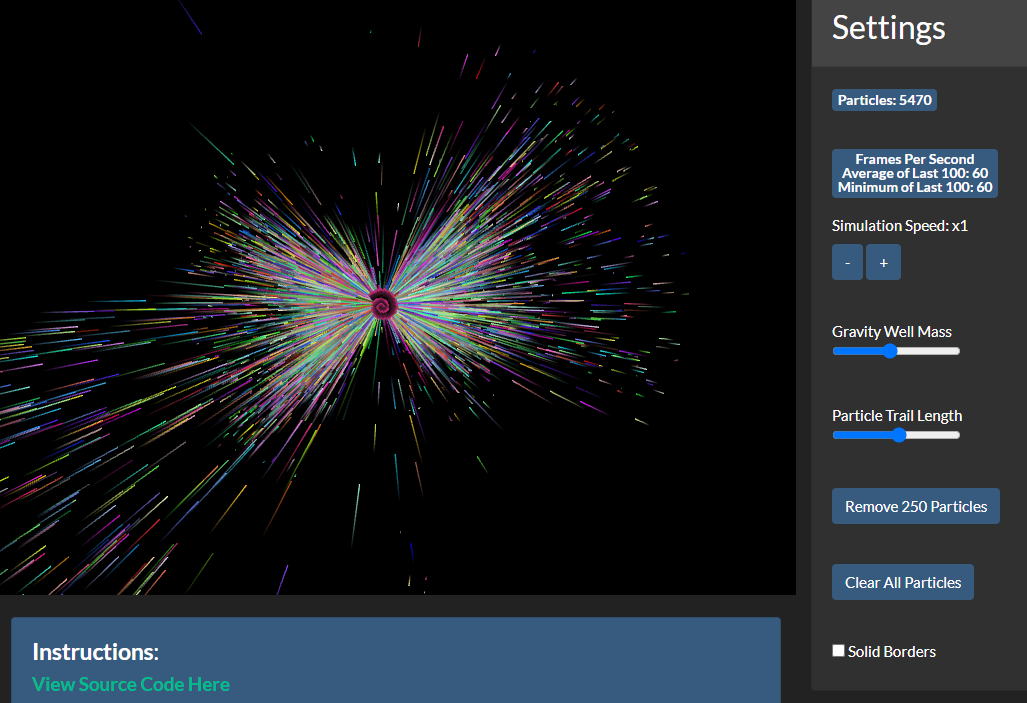 Settings
Particles: 5470
Frames Per Second
Average of Last 100: 60
Minimum of Last 100: 60
Simulation Speed: x1
- +
Gravity Well Mass
Particle Trail Length
Remove 250 Particles
Clear All Particles
Solid Borders
Instructions:
View Source Code Here